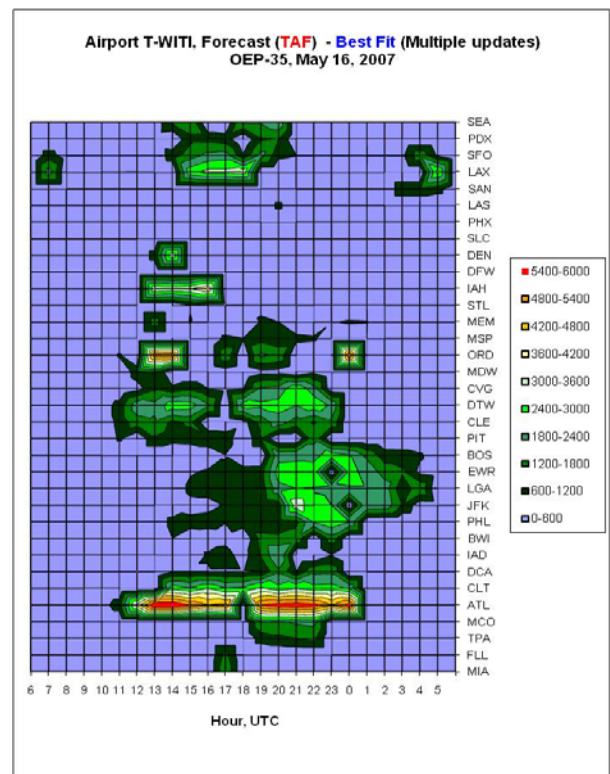 Airport T-WITI, Forecast (TAF) - Best Fit (Multiple updates)
OEP-35, May 16, 2007
SEA
PDX
SFO
LAX
SAN
LAS
PHX
SLC
DEN
DFW
IAH
STL
MEM
MSP
ORD
MDW
CVG
DTW
CLE
PIT
BOS
EWR
LGA
JFK
PHL
BWI
IAD
DCA
CLT
ATL
MCO
TPA
FLL
MIA
5400-6000
4800-5400
4200-4800
3600-4200
3000-3600
2400-3000
1800-2400
1200-1800
600-1200
0-600
6 7 8 9 10 11 12 13 14 15 16 17 18 19 20 21 22 23 0 1 2 3 4 5
Hour, UTC